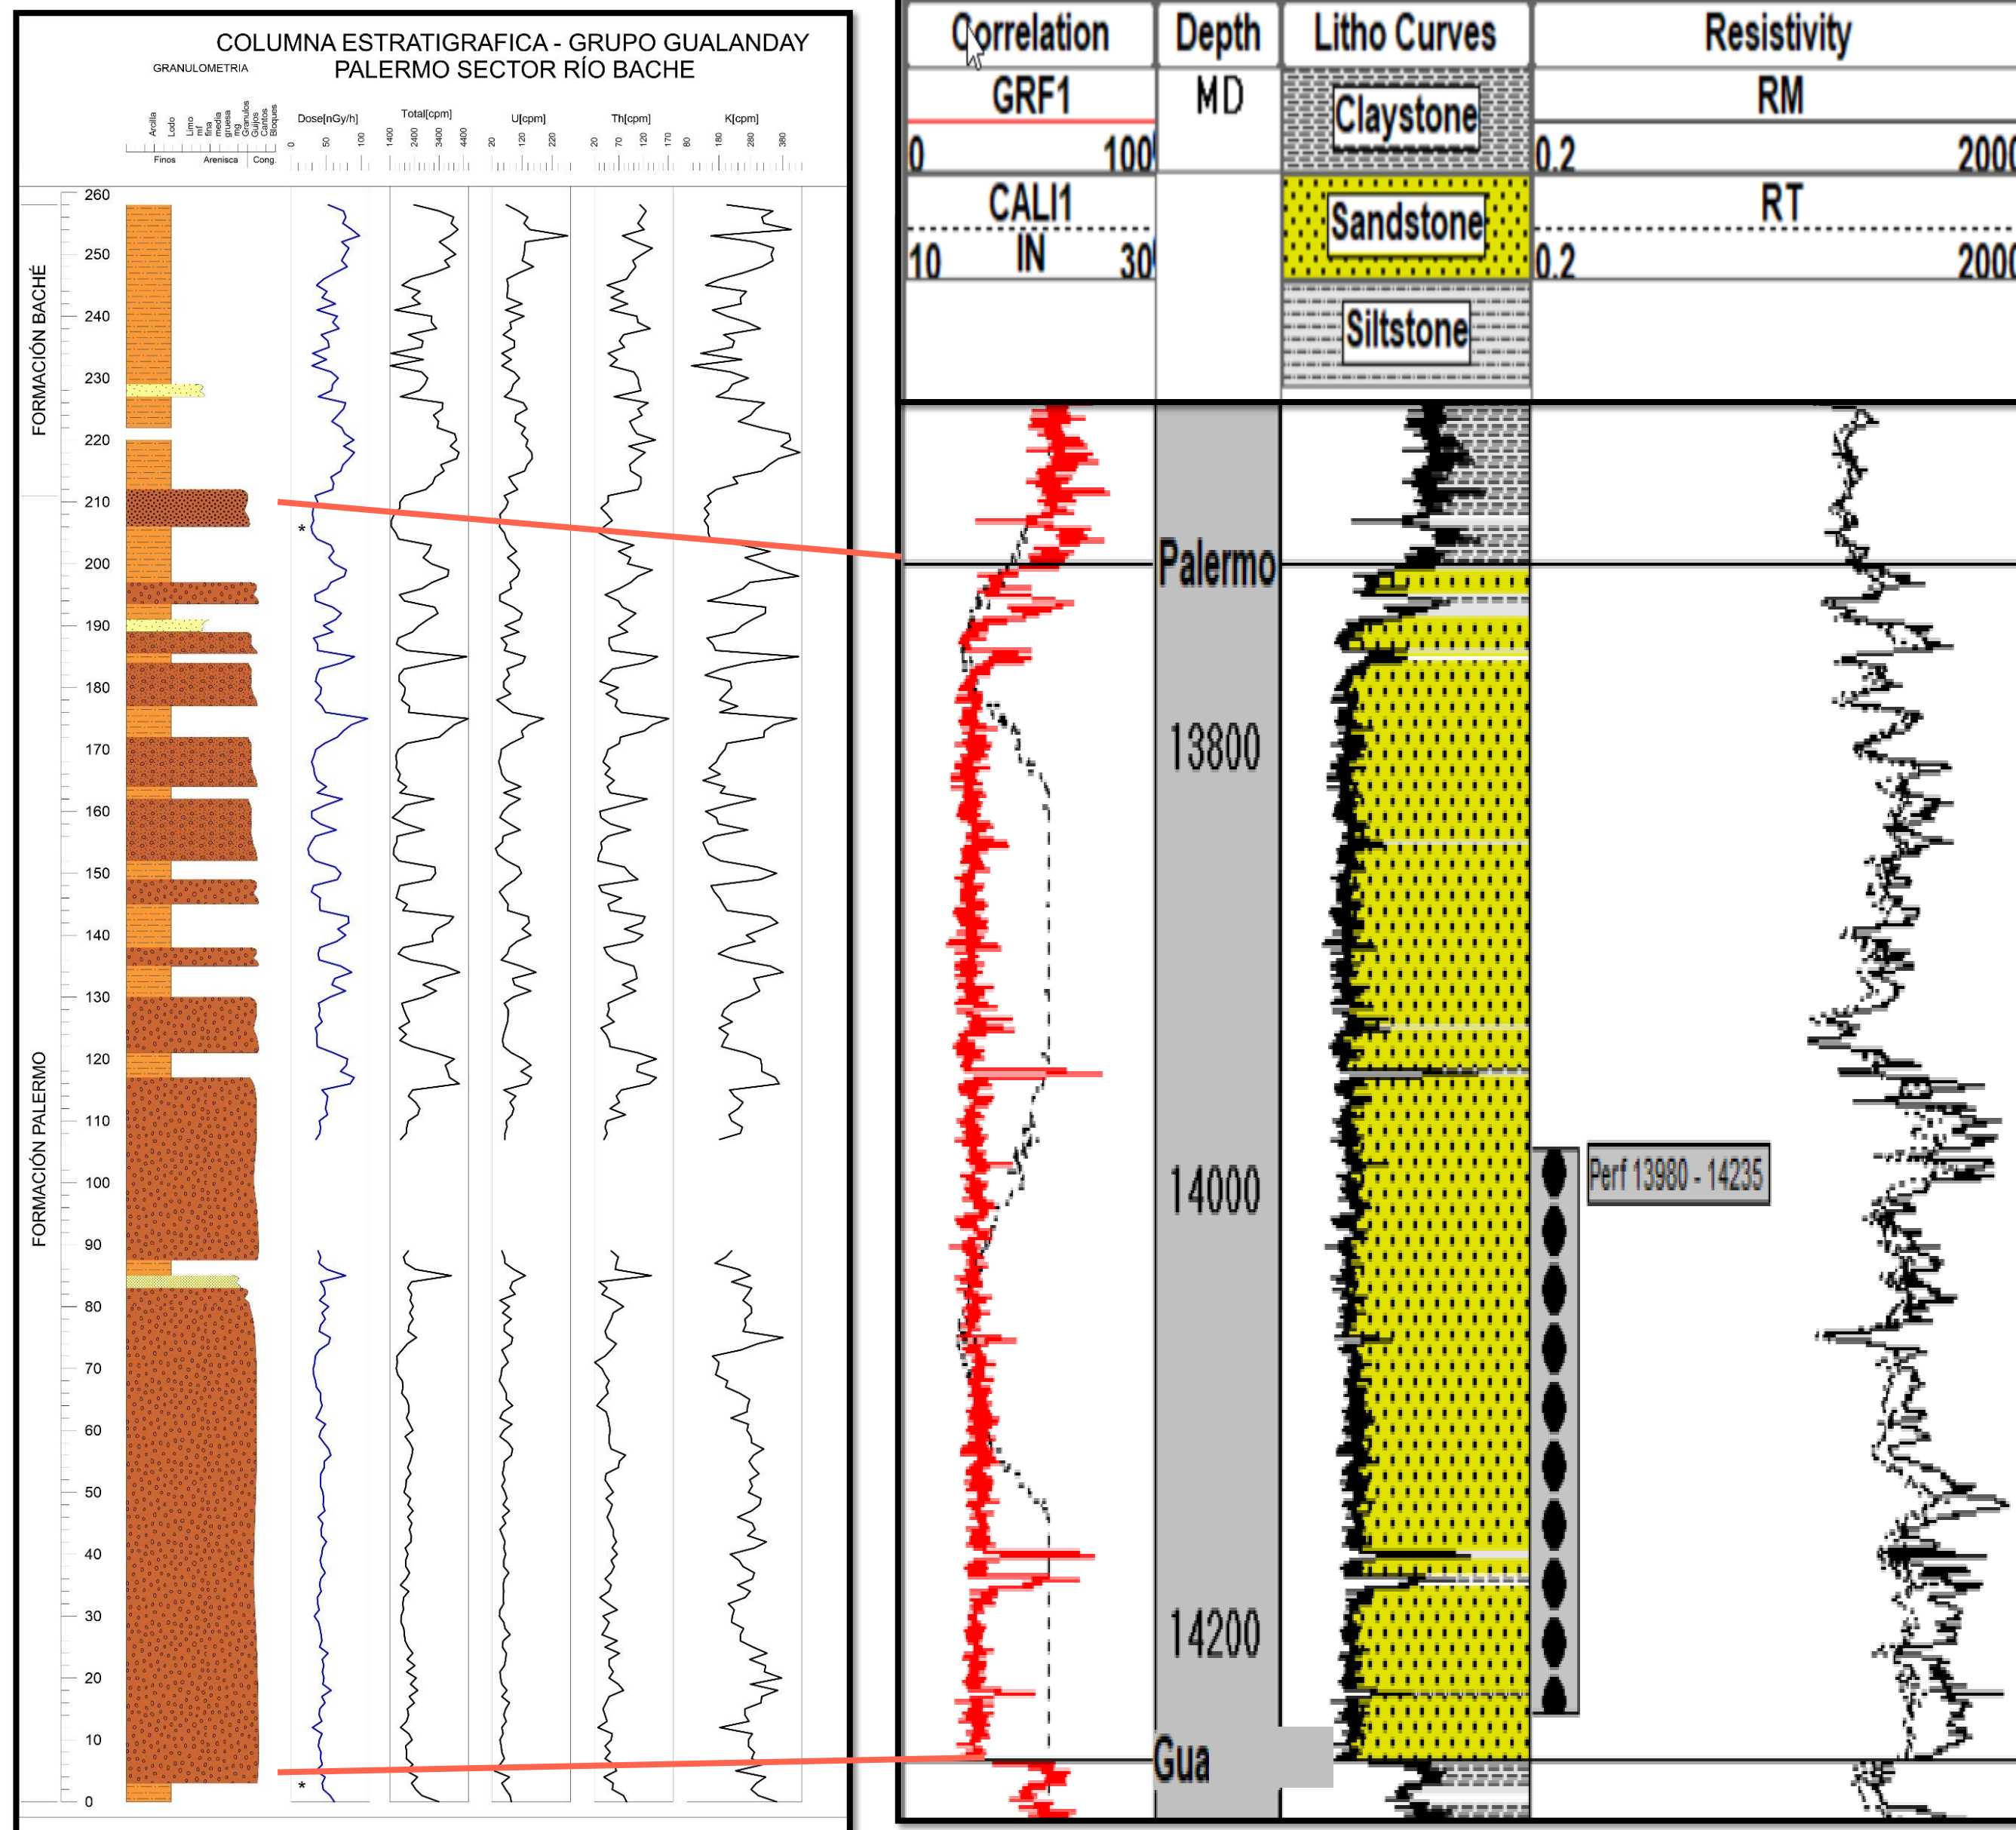 COLUMNA ESTRATIGRAFICA - GRUPO GUALANDAY
PALERMO SECTOR RÍO BACHE
GRANULOMETRIA
Arcilla
Lodo
Limo
mf
fina
media
gruesa
mg
Granulos
Guijos
Cantos
Bloques
Finos Arenisca Cong.
Dose[nGy/h]
0 50 100
Total[cpm]
1400 2400 3400 4400
U[cpm]
20 120 220
Th[cpm]
20 70 120 170
K[cpm]
80 180 280 380
FORMACIÓN BACHÉ
FORMACIÓN PALERMO
260
250
240
230
220
210
200
190
180
170
160
150
140
130
120
110
100
90
80
70
60
50
40
30
20
10
0
*
*
Correlation Depth Litho Curves Resistivity
GRF1 MD Claystone RM
0 100 0.2 2000
CALI1 Sandstone RT
10 IN 30 0.2 2000
Siltstone
Palermo
13800
14000
Perf 13980 - 14235
14200
Gua